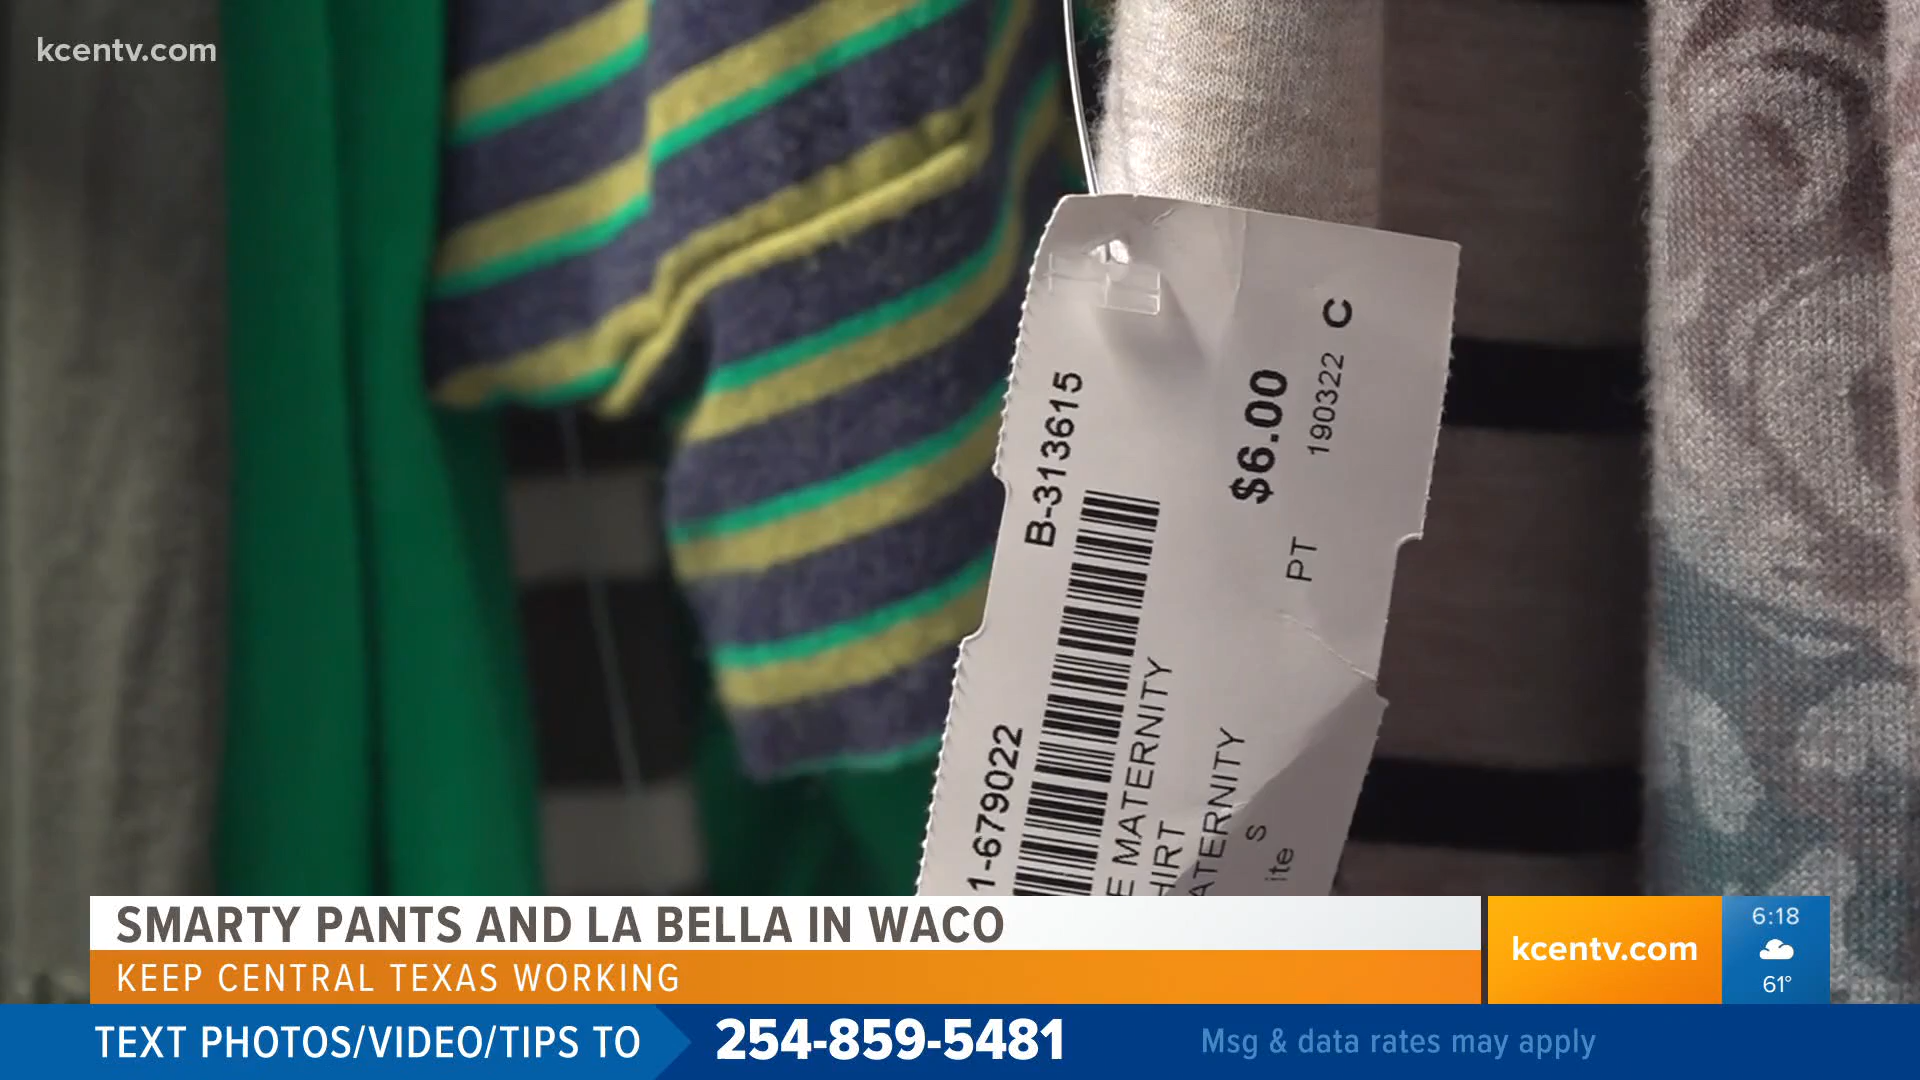 kcentv.com
B-313615
$6.00
190322 C
PT
1-679022
E MATERNITY
HIRT
ATERNITY
S
ite
SMARTY PANTS AND LA BELLA IN WACO
KEEP CENTRAL TEXAS WORKING
kcentv.com
6:18
61°
TEXT PHOTOS/VIDEO/TIPS TO
254-859-5481
Msg & data rates may apply